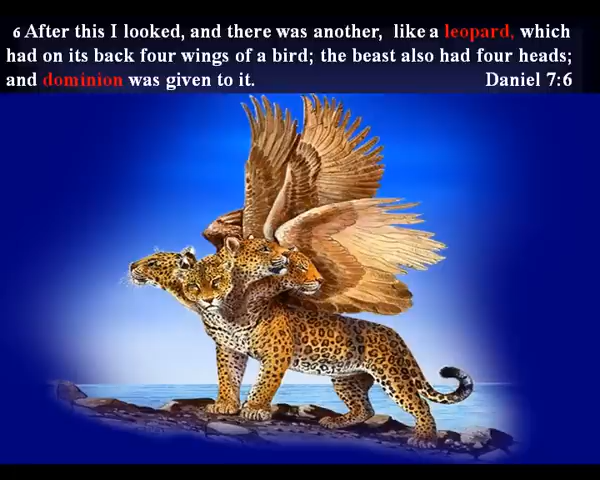 6 After this I looked, and there was another, like a leopard, which
had on its back four wings of a bird; the beast also had four heads;
and dominion was given to it. Daniel 7:6